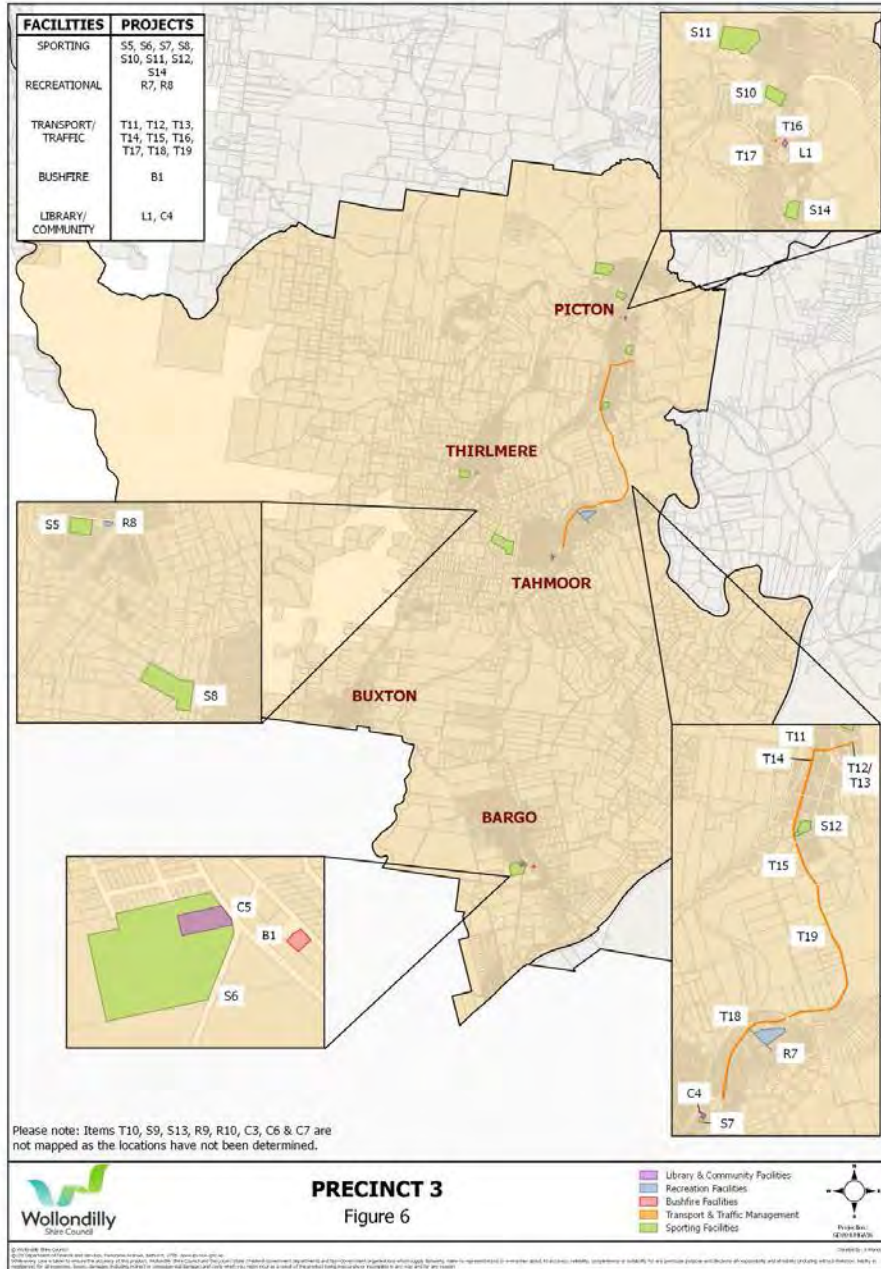 FACILITIES PROJECTS
SPORTING S5, S6, S7, S8,
S10, S11, S12,
S14
RECREATIONAL R7, R8
TRANSPORT/ T11, T12, T13,
TRAFFIC T14, T15, T16,
T17, T18, T19
BUSHFIRE B1
LIBRARY/ L1, C4
COMMUNITY
S11
S10
T16
T17
L1
S14
PICTON
THIRLMERE
TAHMOOR
BUXTON
BARGO
S5
R8
S8
C5
B1
S6
T11
T14
T12/
T13
S12
T15
T19
T18
R7
C4
S7
Please note: Items T10, S9, S13, R9, R10, C3, C6 & C7 are
not mapped as the locations have not been determined.
Wollondilly
Shire Council
PRECINCT 3
Figure 6
Library & Community Facilities
Recreation Facilities
Bushfire Facilities
Transport & Traffic Management
Sporting Facilities
Projection: